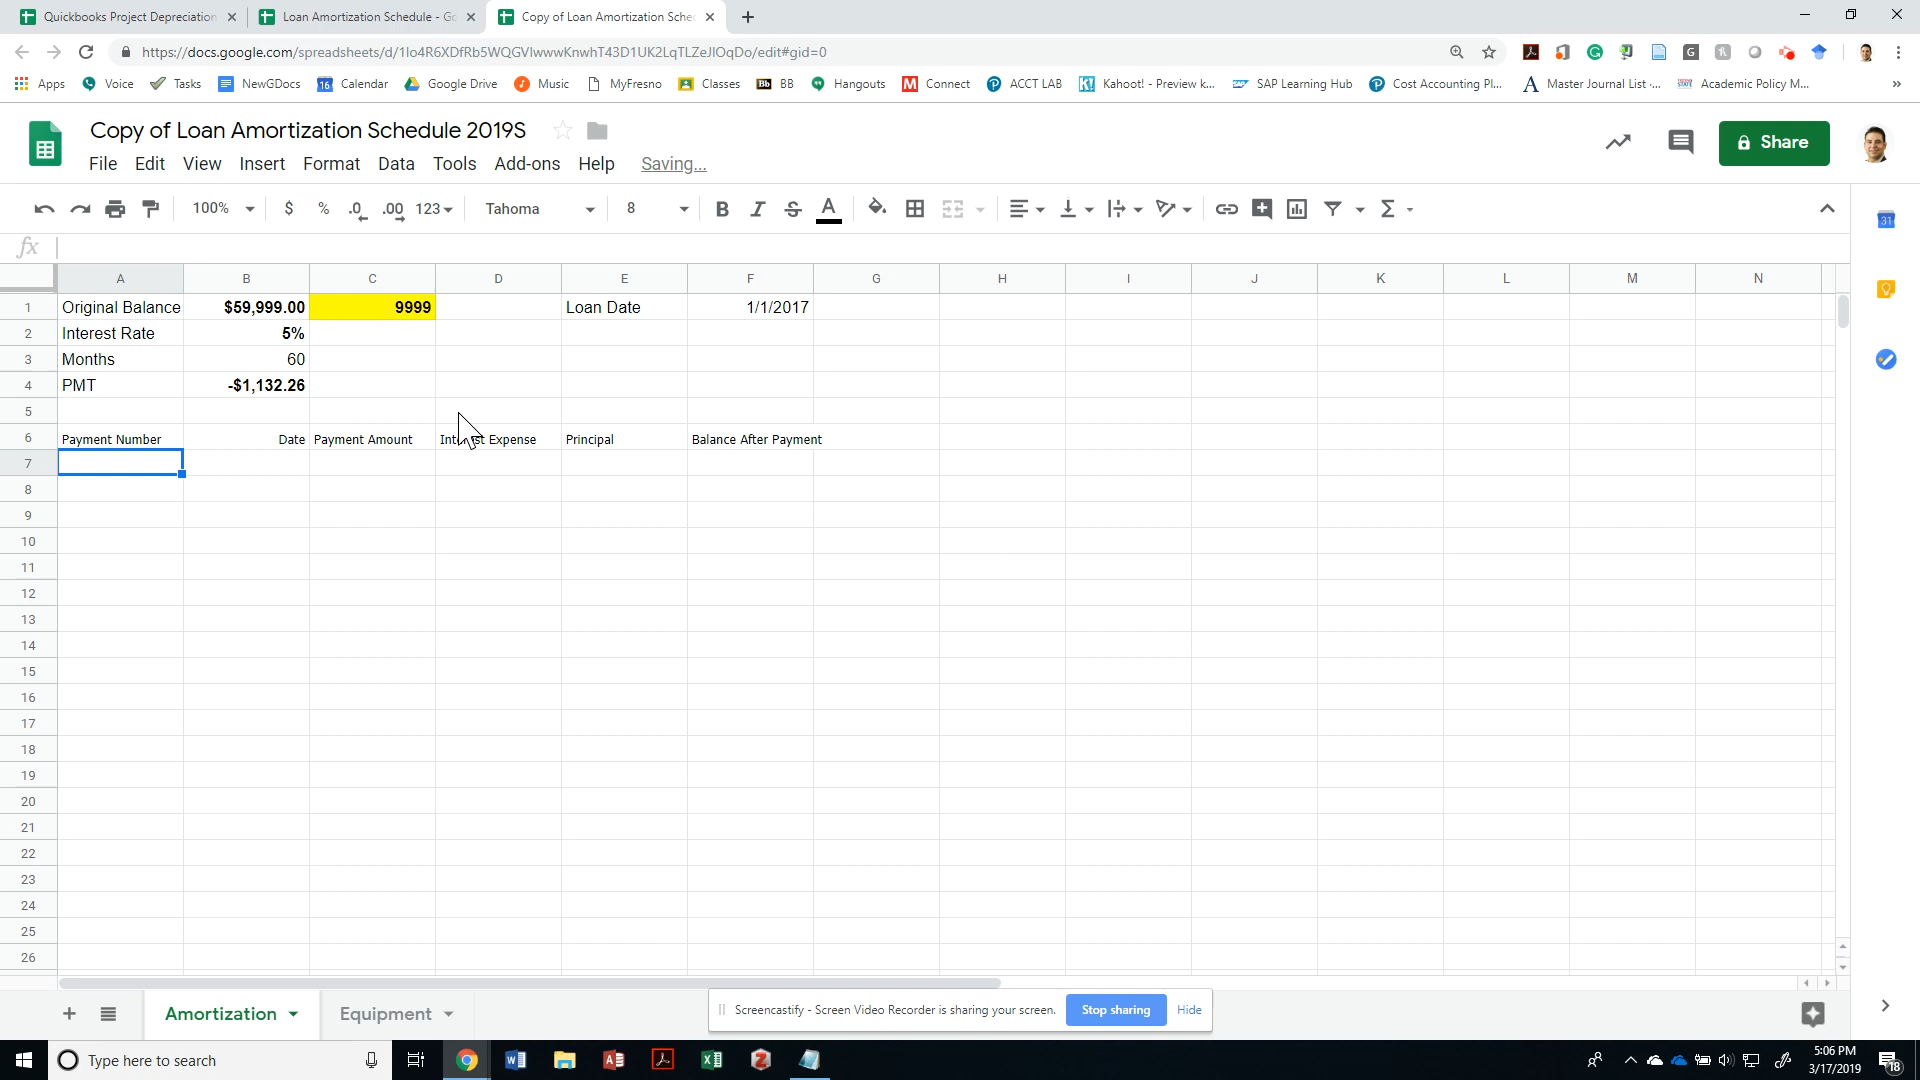 Quickbooks Project Depreciation
Loan Amortization Schedule - Go
Copy of Loan Amortization Sche
https://docs.google.com/spreadsheets/d/1Io4R6XDfRb5WQGVIwwwKnwhT43D1UK2LqTLZeJIOqDo/edit#gid=0
Apps Voice Tasks NewGDocs Calendar Google Drive Music MyFresno Classes BB Hangouts Connect ACCT LAB Kahoot! - Preview k... SAP Learning Hub Cost Accounting Pl... Master Journal List -... Academic Policy M... »
Copy of Loan Amortization Schedule 2019S
Share
File Edit View Insert Format Data Tools Add-ons Help Saving...
100% $ % .0 .00 123 Tahoma 8 B I S A Σ
31
fx
A B C D E F G H I J K L M N
1 Original Balance $59,999.00 9999 Loan Date 1/1/2017
2 Interest Rate 5%
3 Months 60
4 PMT -$1,132.26
5
6 Payment Number Date Payment Amount Interest Expense Principal Balance After Payment
7
8
9
10
11
12
13
14
15
16
17
18
19
20
21
22
23
24
25
26
Amortization Equipment
Screencastify - Screen Video Recorder is sharing your screen. Stop sharing Hide
Type here to search
5:06 PM
3/17/2019
18